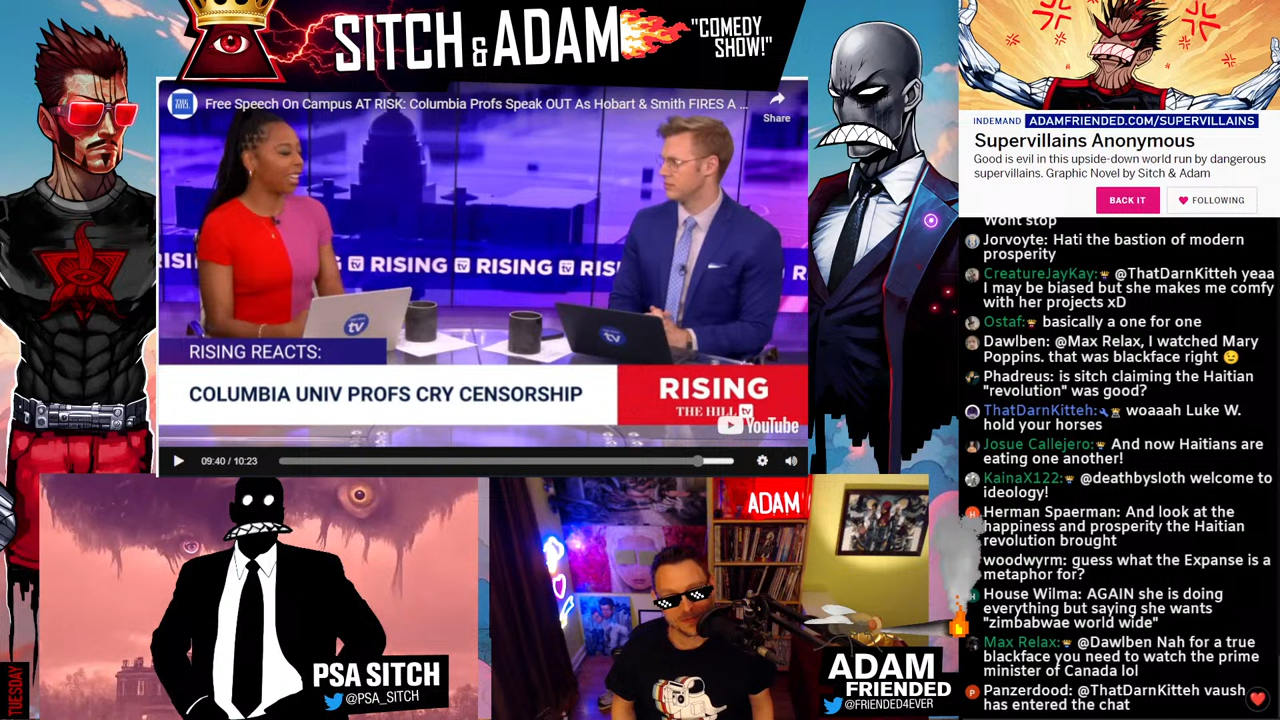 SITCH & ADAM
"COMEDY
SHOW!"
Free Speech On Campus AT RISK: Columbia Profs Speak OUT As Hobart & Smith FIRES A ...
Share
RISING
RISING
RISING
tv
tv
RISING REACTS:
COLUMBIA UNIV PROFS CRY CENSORSHIP
RISING
THE HILL tv
YouTube
09:40 / 10:23
ADAM
PSA SITCH
@PSA_SITCH
ADAM
FRIENDED
@FRIENDED4EVER
TUESDAY
INDEMAND ADAMFRIENDED.COM/SUPERVILLAINS
Supervillains Anonymous
Good is evil in this upside-down world run by dangerous
supervillains. Graphic Novel by Sitch & Adam
BACK IT
FOLLOWING
Wont stop
Jorvoyte: Hati the bastion of modern
prosperity
CreatureJayKay: @ThatDarnKitteh yeaa
I may be biased but she makes me comfy
with her projects xD
Ostaf: basically a one for one
Dawlben: @Max Relax, I watched Mary
Poppins. that was blackface right 😉
Phadreus: is sitch claiming the Haitian
"revolution" was good?
ThatDarnKitteh: woaaah Luke W.
hold your horses
Josue Callejero: And now Haitians are
eating one another!
KainaX122: @deathbysloth welcome to
ideology!
Herman Spaerman: And look at the
happiness and prosperity the Haitian
revolution brought
woodwyrm: guess what the Expanse is a
metaphor for?
House Wilma: AGAIN she is doing
everything but saying she wants
"zimbabwae world wide"
Max Relax: @Dawlben Nah for a true
blackface you need to watch the prime
minister of Canada lol
Panzerdood: @ThatDarnKitteh vaush
has entered the chat